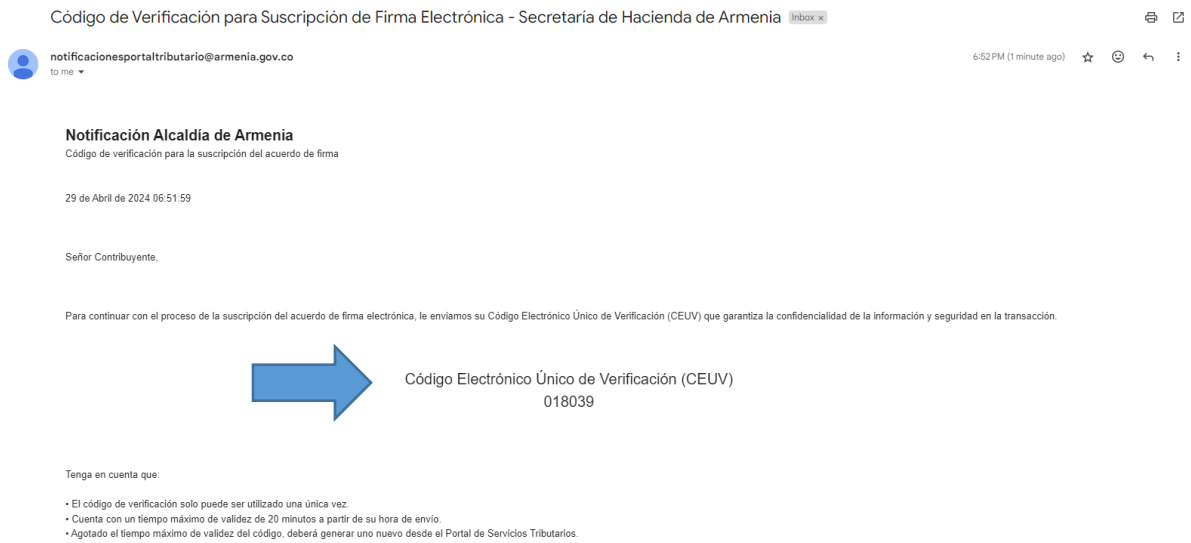 Código de Verificación para Suscripción de Firma Electrónica - Secretaría de Hacienda de Armenia Inbox x
notificacionesportaltributario@armenia.gov.co 6:52 PM (1 minute ago)
to me
Notificación Alcaldía de Armenia
Código de verificación para la suscripción del acuerdo de firma
29 de Abril de 2024 06:51:59
Señor Contribuyente,
Para continuar con el proceso de la suscripción del acuerdo de firma electrónica, le enviamos su Código Electrónico Único de Verificación (CEUV) que garantiza la confidencialidad de la información y seguridad en la transacción.
Código Electrónico Único de Verificación (CEUV)
018039
Tenga en cuenta que:
• El código de verificación solo puede ser utilizado una única vez.
• Cuenta con un tiempo máximo de validez de 20 minutos a partir de su hora de envío.
• Agotado el tiempo máximo de validez del código, deberá generar uno nuevo desde el Portal de Servicios Tributarios.